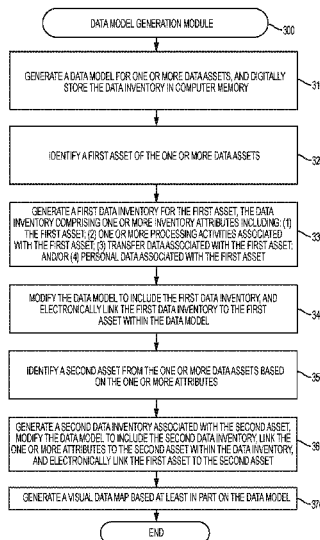 DATA MODEL GENERATION MODULE
300
GENERATE A DATA MODEL FOR ONE OR MORE DATA ASSETS, AND DIGITALLY
STORE THE DATA INVENTORY IN COMPUTER MEMORY
31
IDENTIFY A FIRST ASSET OF THE ONE OR MORE DATA ASSETS
32
GENERATE A FIRST DATA INVENTORY FOR THE FIRST ASSET, THE DATA
INVENTORY COMPRISING ONE OR MORE INVENTORY ATTRIBUTES INCLUDING: (1)
THE FIRST ASSET; (2) ONE OR MORE PROCESSING ACTIVITIES ASSOCIATED
WITH THE FIRST ASSET; (3) TRANSFER DATA ASSOCIATED WITH THE FIRST ASSET;
AND/OR (4) PERSONAL DATA ASSOCIATED WITH THE FIRST ASSET
33
MODIFY THE DATA MODEL TO INCLUDE THE FIRST DATA INVENTORY, AND
ELECTRONICALLY LINK THE FIRST INVENTORY TO THE FIRST
ASSET WITHIN THE DATA MODEL
34
IDENTIFY A SECOND ASSET FROM THE ONE OR MORE DATA ASSETS BASED
ON THE ONE OR MORE ATTRIBUTES
35
GENERATE A SECOND DATA INVENTORY ASSOCIATED WITH THE SECOND ASSET,
MODIFY THE DATA MODEL TO INCLUDE THE SECOND DATA INVENTORY, LINK THE
ONE OR MORE ATTRIBUTES TO THE SECOND ASSET WITHIN THE DATA INVENTORY,
AND ELECTRONICALLY LINK THE FIRST ASSET TO THE SECOND ASSET
36
GENERATE A VISUAL DATA MAP BASED AT LEAST IN PART ON THE DATA MODEL
37
END